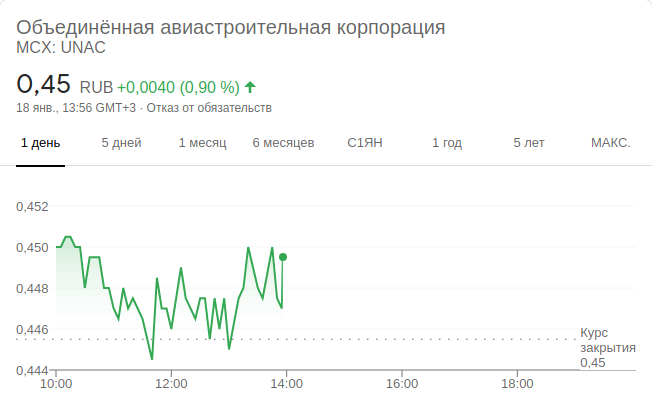 Объединённая авиастроительная корпорация
MCX: UNAC
0,45 RUB +0,0040 (0,90 %)
18 янв., 13:56 GMT+3 · Отказ от обязательств
1 день 5 дней 1 месяц 6 месяцев С1ЯН 1 год 5 лет МАКС.
0,452
0,450
0,448
0,446
Курс
закрытия
0,45
0,444
10:00 12:00 14:00 16:00 18:00